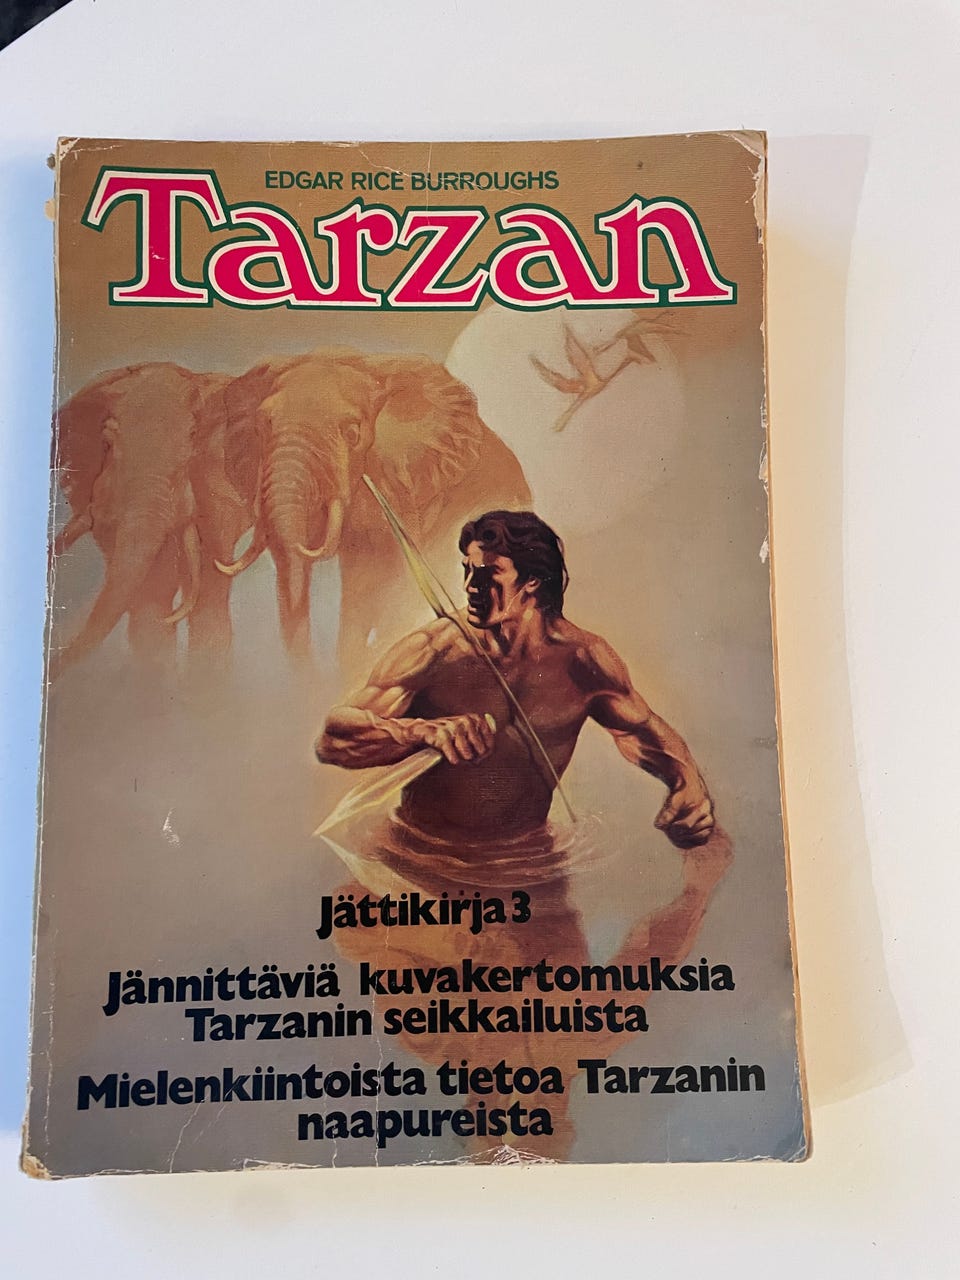 EDGAR RICE BURROUGHS
Tarzan
Jättikirja 3
Jännittäviä kuvakertomuksia
Tarzanin seikkailuista
Mielenkiintoista tietoa Tarzanin
naapureista